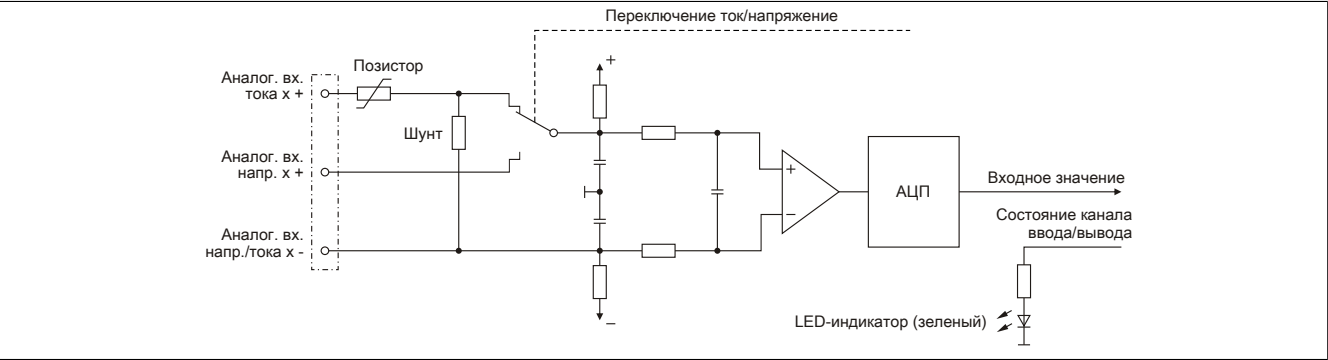 Переключение ток/напряжение
Позистор
Аналог. вх.
тока x +
Шунт
Аналог. вх.
напр. x +
Аналог. вх.
напр./тока x -
+
–
+
–
АЦП
Входное значение
Состояние канала
ввода/вывода
LED-индикатор (зеленый)